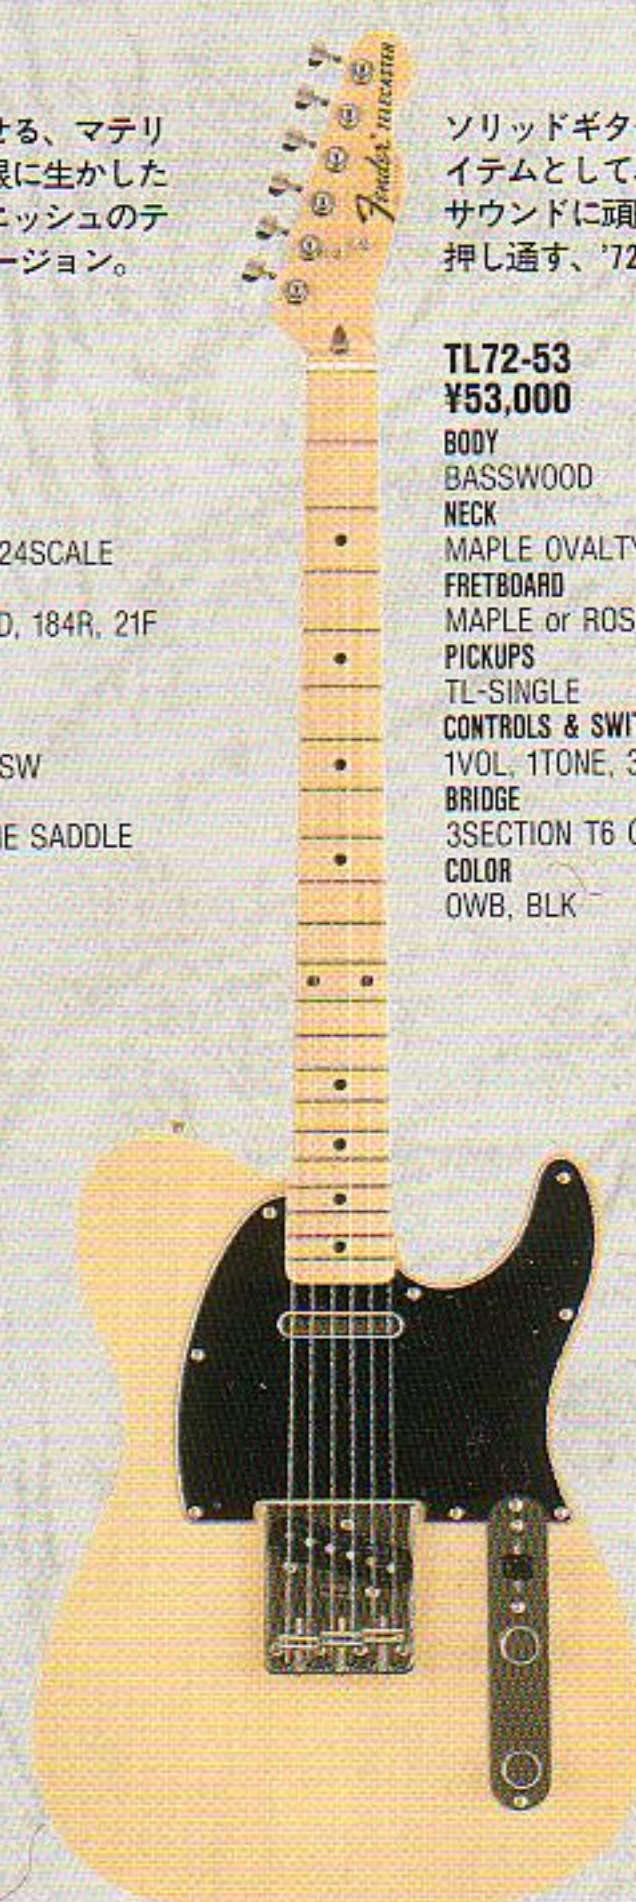 Fender TELECASTER
せる、マテリ
限に生かした
ニッシュのテ
ージョン。
24SCALE
D, 184R, 21F
SW
NE SADDLE
ソリッドギタ
イテムとして、
サウンドに頑
押し通す、'72
TL72-53
¥53,000
BODY
BASSWOOD
NECK
MAPLE OVALTY
FRETBOARD
MAPLE or ROS
PICKUPS
TL-SINGLE
CONTROLS & SWIT
1VOL, 1TONE, 3
BRIDGE
3SECTION T6 C
COLOR
OWB, BLK